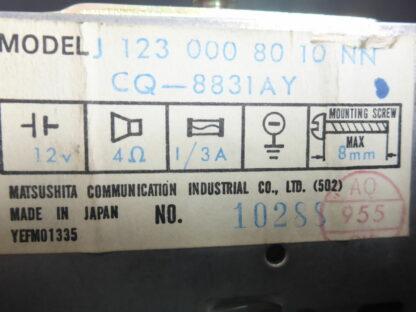 MODEL J 123 000 80 10 NN
CQ-8831AY
MOUNTING SCREW
MAX
12v 4Ω 1/3A 8mm
MATSUSHITA COMMUNICATION INDUSTRIAL CO., LTD. (502)
MADE IN JAPAN NO. 10288
YEFM01335
AQ
955